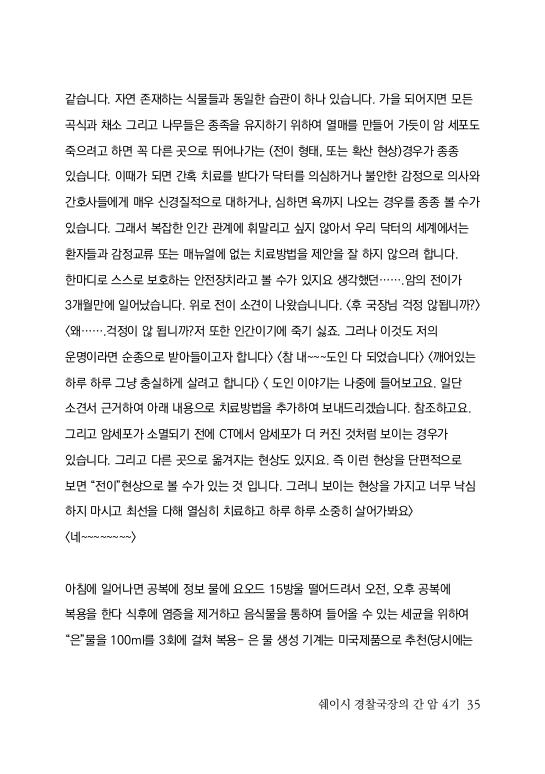 같습니다. 자연 존재하는 식물들과 동일한 습관이 하나 있습니다. 가을 되어지면 모든
곡식과 채소 그리고 나무들은 종족을 유지하기 위하여 열매를 만들어 가듯이 암 세포도
죽으려고 하면 꼭 다른 곳으로 뛰어나가는 (전이 형태, 또는 확산 현상)경우가 종종
있습니다. 이때가 되면 간혹 치료를 받다가 닥터를 의심하거나 불안한 감정으로 의사와
간호사들에게 매우 신경질적으로 대하거나, 심하면 욕까지 나오는 경우를 종종 볼 수가
있습니다. 그래서 복잡한 인간 관계에 휘말리고 싶지 않아서 우리 닥터의 세계에서는
환자들과 감정교류 또는 매뉴얼에 없는 치료방법을 제안을 잘 하지 않으려 합니다.
한마디로 스스로 보호하는 안전장치라고 볼 수가 있지요 생각했던…….암의 전이가
3개월만에 일어났습니다. 위로 전이 소견이 나왔습니니다. <후 국장님 걱정 않됩니까?>
<왜…….걱정이 않 됩니까?저 또한 인간이기에 죽기 싫죠. 그러나 이것도 저의
운명이라면 순종으로 받아들이고자 합니다> <참 내~~~도인 다 되었습니다> <깨어있는
하루 하루 그냥 충실하게 살려고 합니다> < 도인 이야기는 나중에 들어보고요. 일단
소견서 근거하여 아래 내용으로 치료방법을 추가하여 보내드리겠습니다. 참조하고요.
그리고 암세포가 소멸되기 전에 CT에서 암세포가 더 커진 것처럼 보이는 경우가
있습니다. 그리고 다른 곳으로 옮겨지는 현상도 있지요. 즉 이런 현상을 단편적으로
보면 “전이”현상으로 볼 수가 있는 것 입니다. 그러니 보이는 현상을 가지고 너무 낙심
하지 마시고 최선을 다해 열심히 치료하고 하루 하루 소중히 살아가봐요>
<네~~~~~~~~>
아침에 일어나면 공복에 정보 물에 요오드 15방울 떨어드려서 오전, 오후 공복에
복용을 한다 식후에 염증을 제거하고 음식물을 통하여 들어올 수 있는 세균을 위하여
“은”물을 100ml를 3회에 걸쳐 복용- 은 물 생성 기계는 미국제품으로 추천(당시에는
쉐이시 경찰국장의 간 암 4기 35